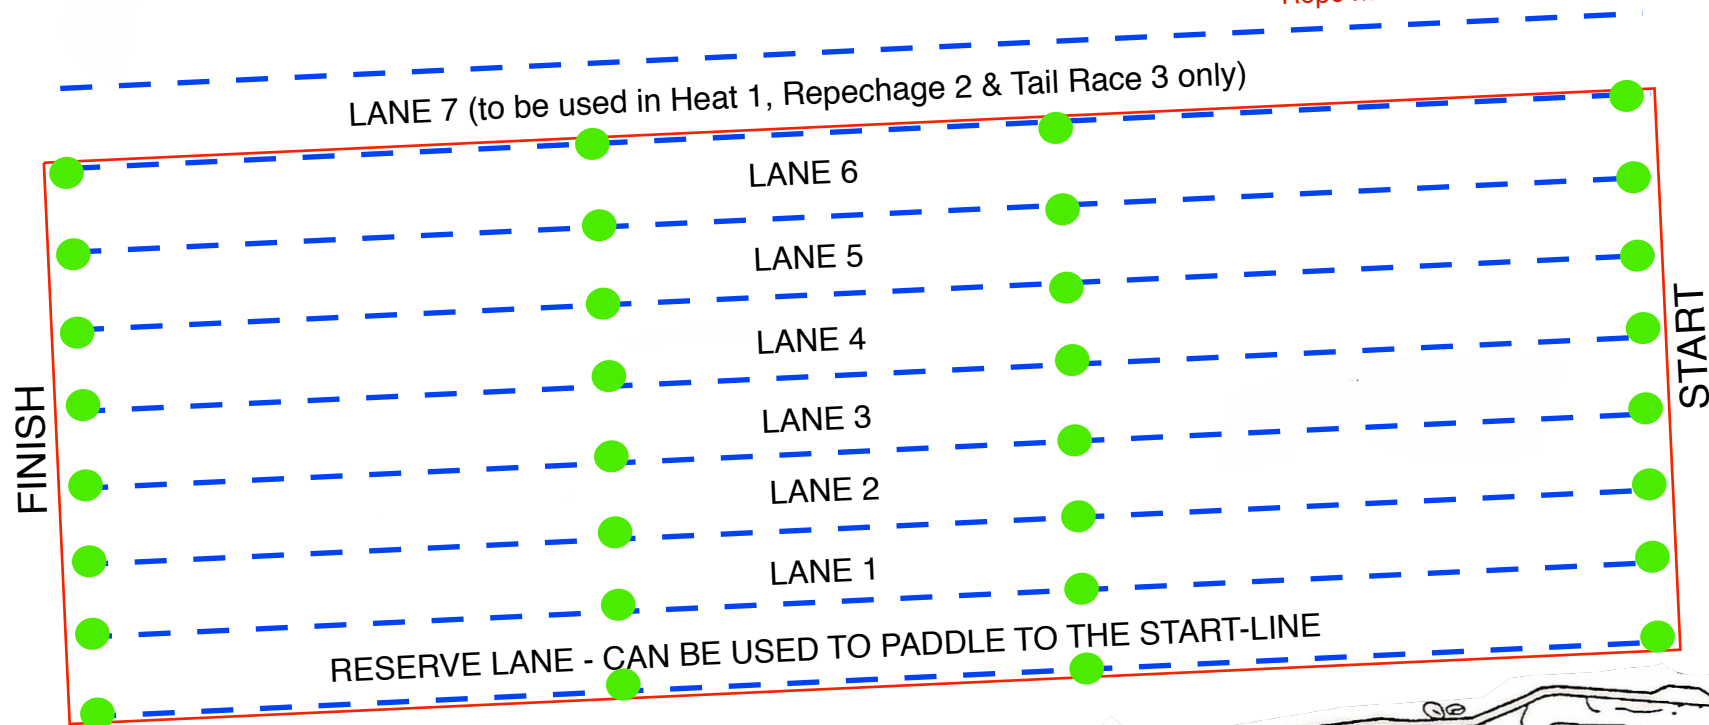 LANE 7 (to be used in Heat 1, Repechage 2 & Tail Race 3 only)
LANE 6
LANE 5
LANE 4
LANE 3
LANE 2
LANE 1
RESERVE LANE - CAN BE USED TO PADDLE TO THE START-LINE
FINISH
START